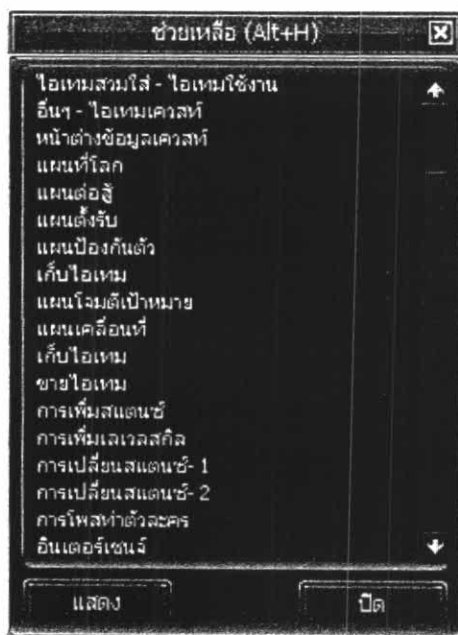 ช่วยเหลือ (Alt+H)
ไอเทมสวมใส่ - ไอเทมใช้งาน
อื่นๆ - ไอเทมเควสท์
หน้าต่างข้อมูลเควสท์
แผนที่โลก
แผนต่อสู้
แผนตั้งรับ
แผนป้องกันตัว
เก็บไอเทม
แผนโจมตีเป้าหมาย
แผนเคลื่อนที่
เก็บไอเทม
ขายไอเทม
การเพิ่มสแตนซ์
การเพิ่มเลเวลสกิล
การเปลี่ยนสแตนซ์- 1
การเปลี่ยนสแตนซ์- 2
การโพสท่าตัวละคร
อินเตอร์เชนจ์
แสดง
ปิด